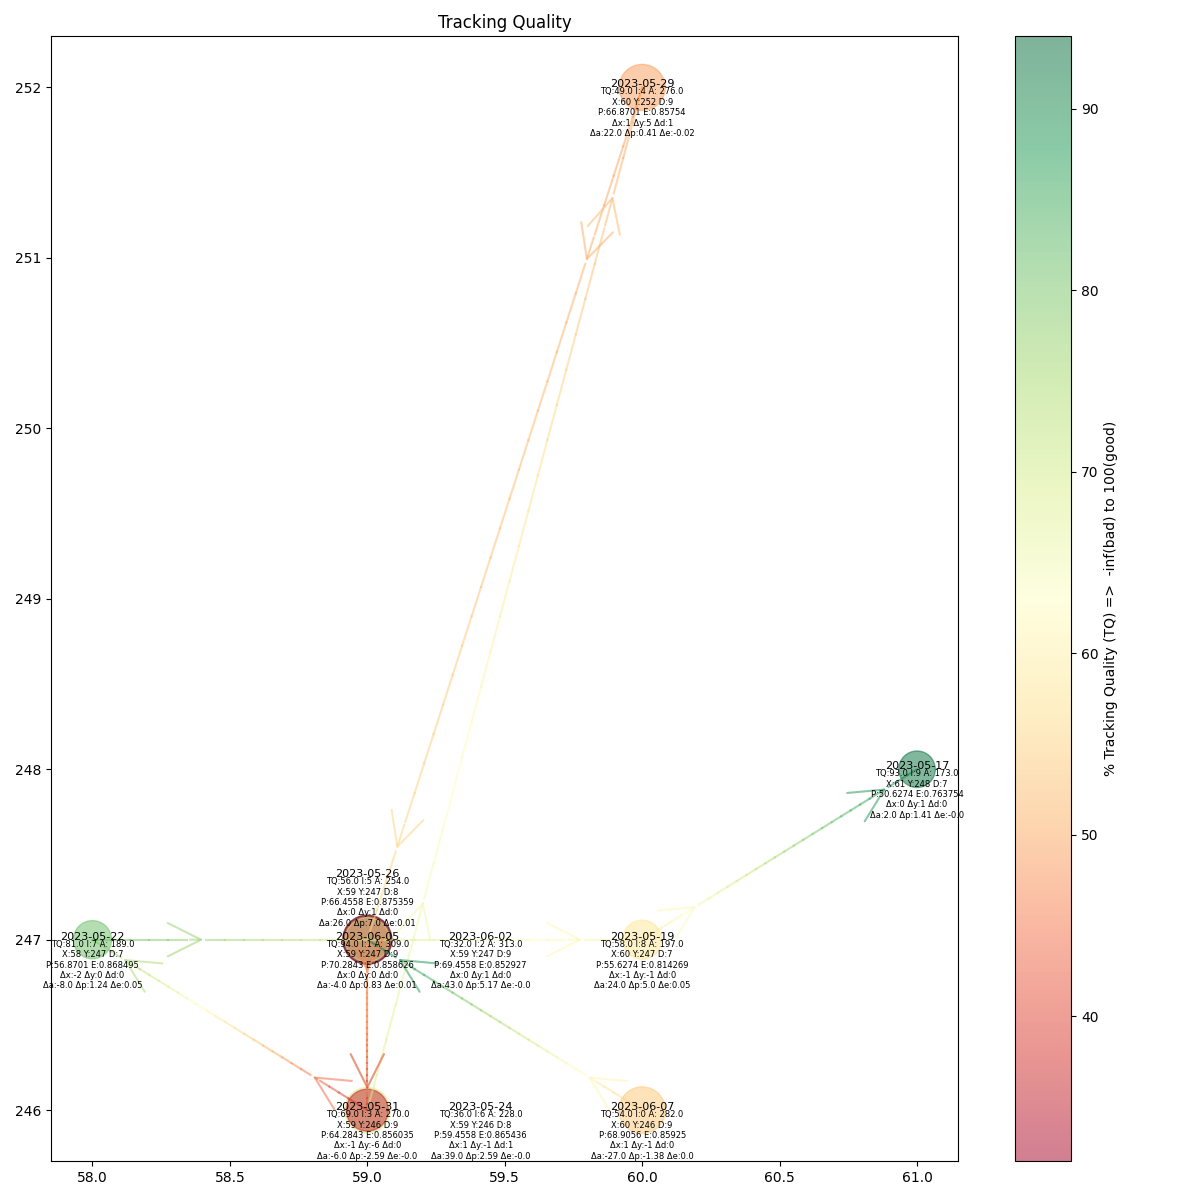 Tracking Quality
2023-05-29
TQ:49.0 I:4 A: 276.0
X:60 Y:252 D:9
P:66.8701 E:0.85754
Δx:1 Δy:5 Δd:1
Δa:22.0 Δp:0.41 Δe:-0.02
2023-05-17
TQ:93.0 I:9 A: 173.0
X:61 Y:248 D:7
P:50.6274 E:0.763754
Δx:0 Δy:1 Δd:0
Δa:2.0 Δp:1.41 Δe:-0.0
2023-05-26
TQ:56.0 I:5 A: 254.0
X:59 Y:247 D:8
P:66.4558 E:0.875359
Δx:0 Δy:1 Δd:0
Δa:26.0 Δp:7.0 Δe:0.01
2023-05-22
TQ:81.0 I:7 A: 189.0
X:58 Y:247 D:7
P:56.8701 E:0.868495
Δx:-2 Δy:0 Δd:0
Δa:-8.0 Δp:1.24 Δe:0.05
2023-06-05
TQ:94.0 I:1 A: 309.0
X:59 Y:247 D:9
P:70.2843 E:0.858626
Δx:0 Δy:0 Δd:0
Δa:-4.0 Δp:0.83 Δe:0.01
2023-06-02
TQ:32.0 I:2 A: 313.0
X:59 Y:247 D:9
P:69.4558 E:0.852927
Δx:0 Δy:1 Δd:0
Δa:43.0 Δp:5.17 Δe:-0.0
2023-05-19
TQ:58.0 I:8 A: 197.0
X:60 Y:247 D:7
P:55.6274 E:0.814269
Δx:-1 Δy:-1 Δd:0
Δa:24.0 Δp:5.0 Δe:0.05
2023-05-31
TQ:69.0 I:3 A: 270.0
X:59 Y:246 D:9
P:64.2843 E:0.856035
Δx:-1 Δy:-6 Δd:0
Δa:-6.0 Δp:-2.59 Δe:-0.0
2023-05-24
TQ:36.0 I:6 A: 228.0
X:59 Y:246 D:8
P:59.4558 E:0.865436
Δx:1 Δy:-1 Δd:1
Δa:39.0 Δp:2.59 Δe:-0.0
2023-06-07
TQ:54.0 I:0 A: 282.0
X:60 Y:246 D:9
P:68.9056 E:0.85925
Δx:1 Δy:-1 Δd:0
Δa:-27.0 Δp:-1.38 Δe:0.0
252
251
250
249
248
247
246
58.0
58.5
59.0
59.5
60.0
60.5
61.0
90
80
70
60
50
40
% Tracking Quality (TQ) => -inf(bad) to 100(good)